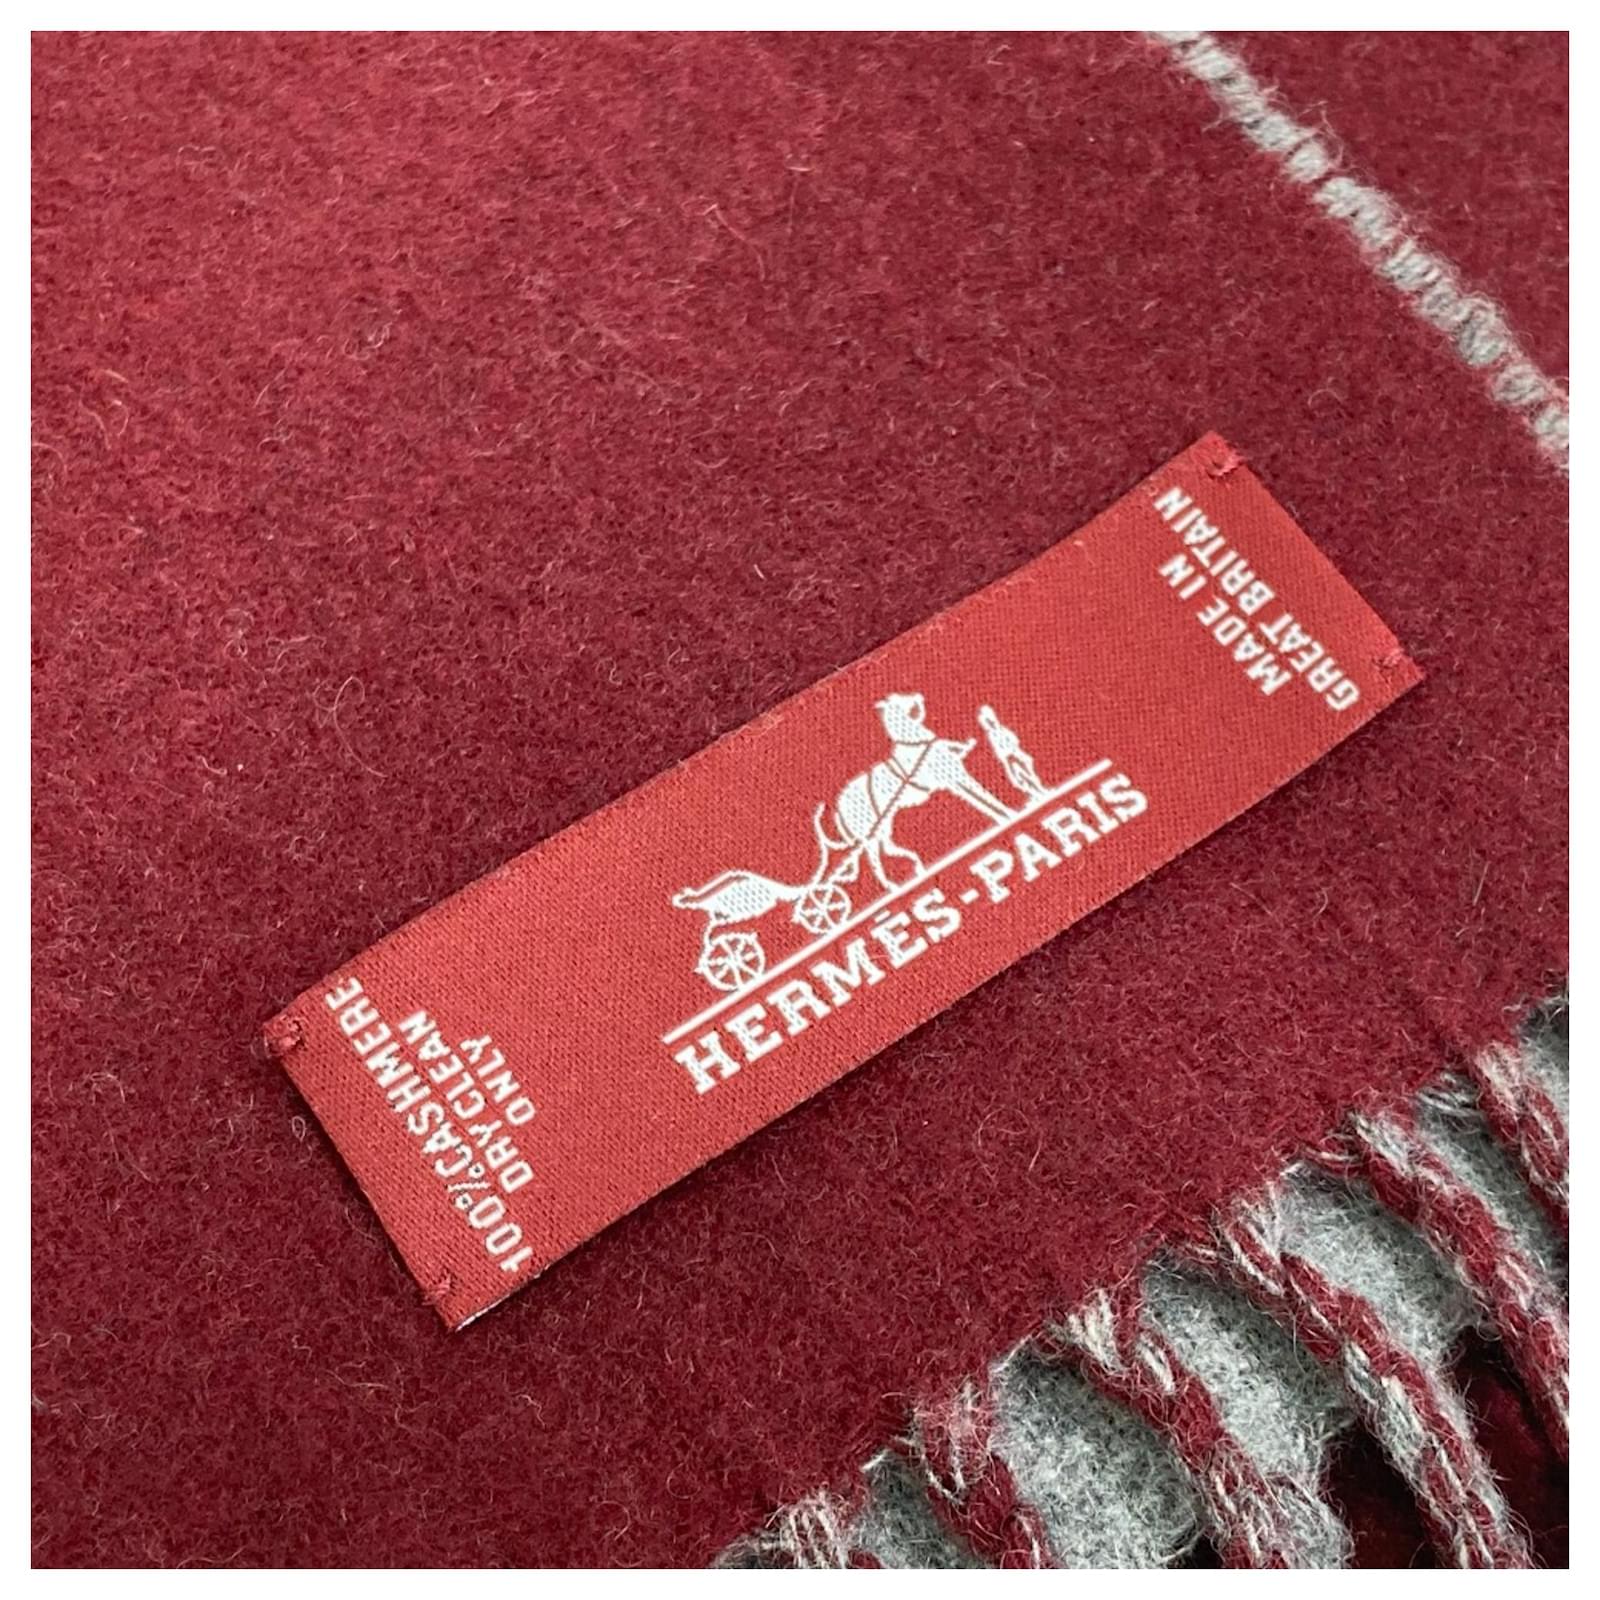 100%CASHMERE
DRY CLEAN
ONLY
HERMÈS-PARIS
MADE IN
GREAT BRITAIN